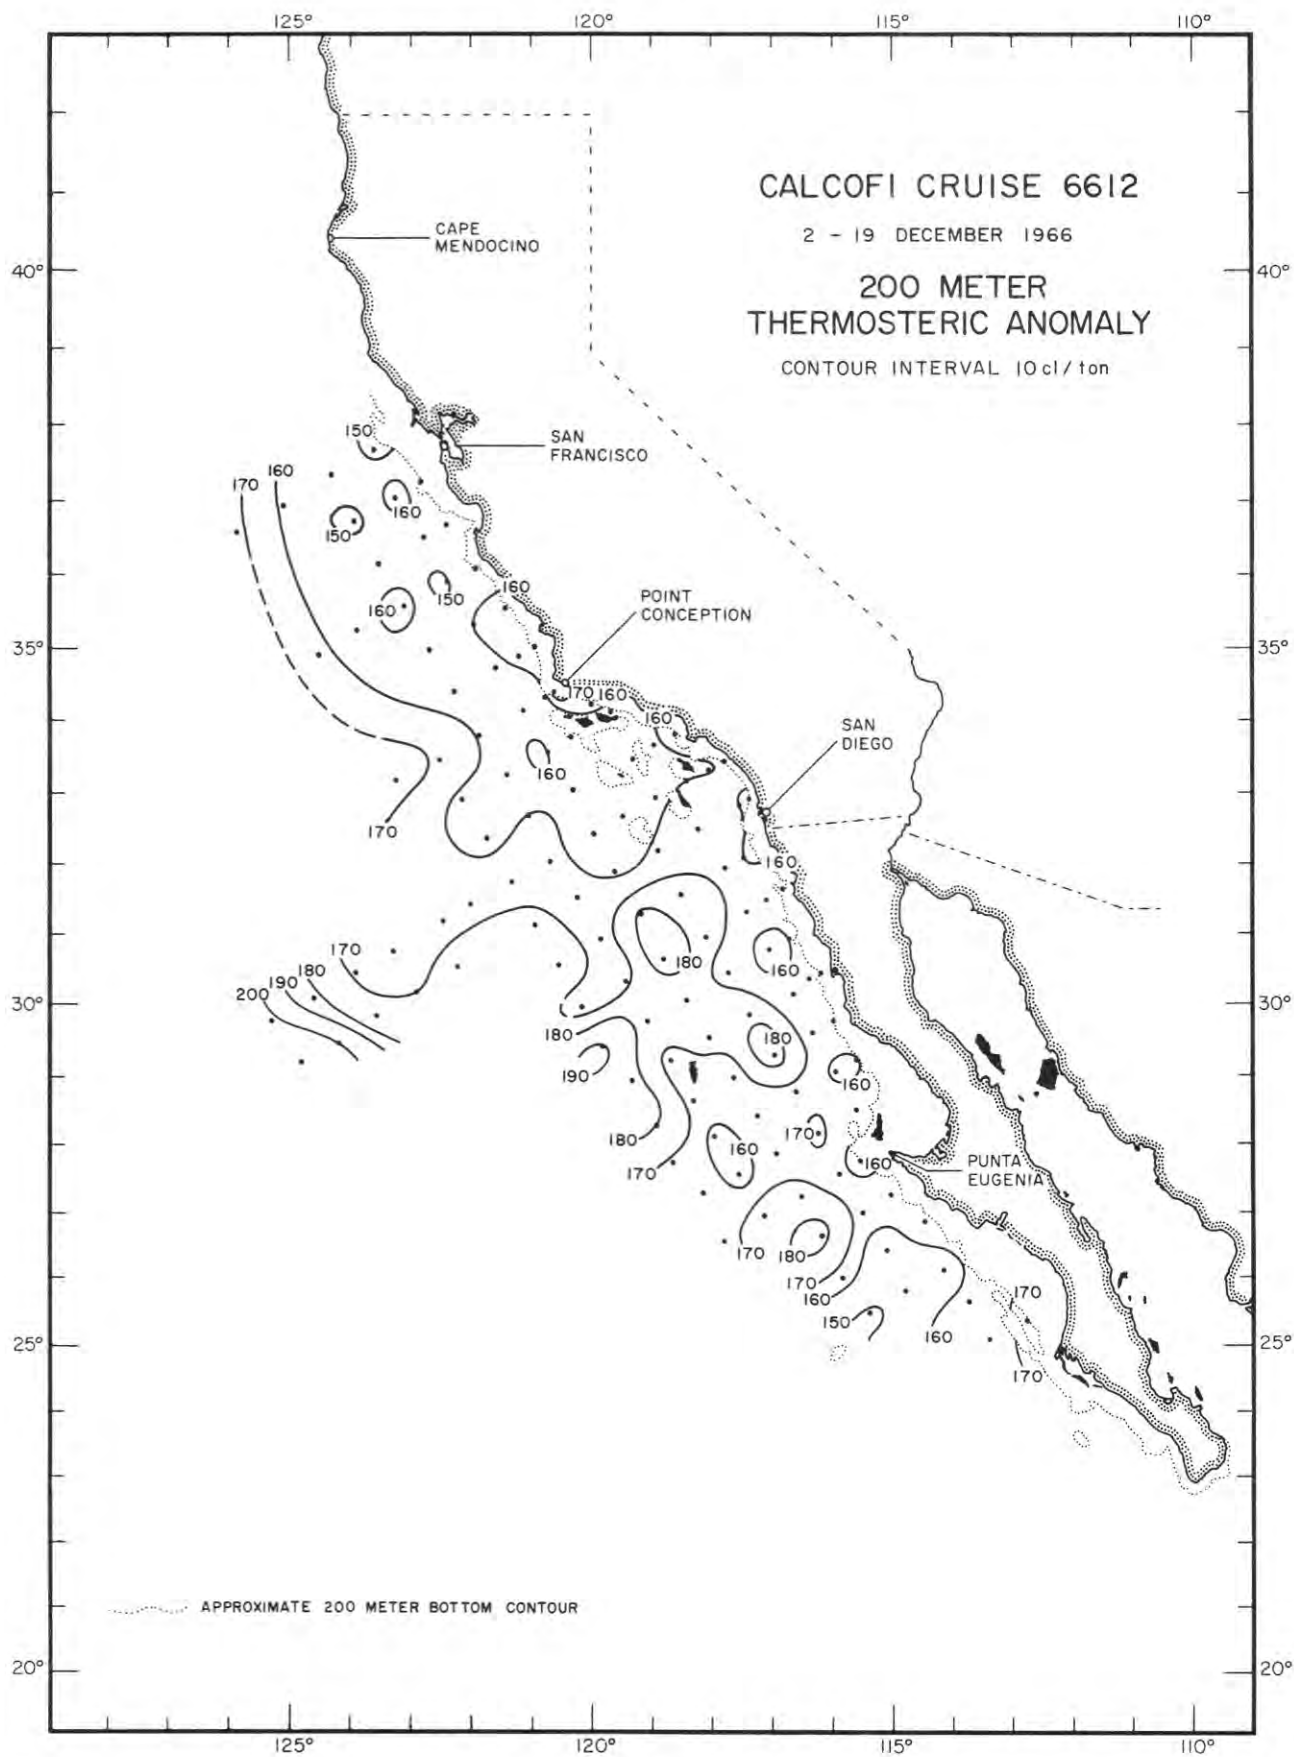 125° 120° 115° 110°
CALCOFI CRUISE 6612
2 - 19 DECEMBER 1966
200 METER
THERMOSTERIC ANOMALY
CONTOUR INTERVAL 10 cl / ton
CAPE
MENDOCINO
40° 40°
SAN
FRANCISCO
150
170 160
160
150
150
160
160
POINT
CONCEPTION
35° 35°
170 160
160
SAN
DIEGO
160
170
160
170
180
160
180
190
200
30° 30°
180
180
190
160
180
170
160
160
170
PUNTA
EUGENIA
170
180
170
160
150
160
170
25° 25°
170
APPROXIMATE 200 METER BOTTOM CONTOUR
20° 20°
125° 120° 115° 110°